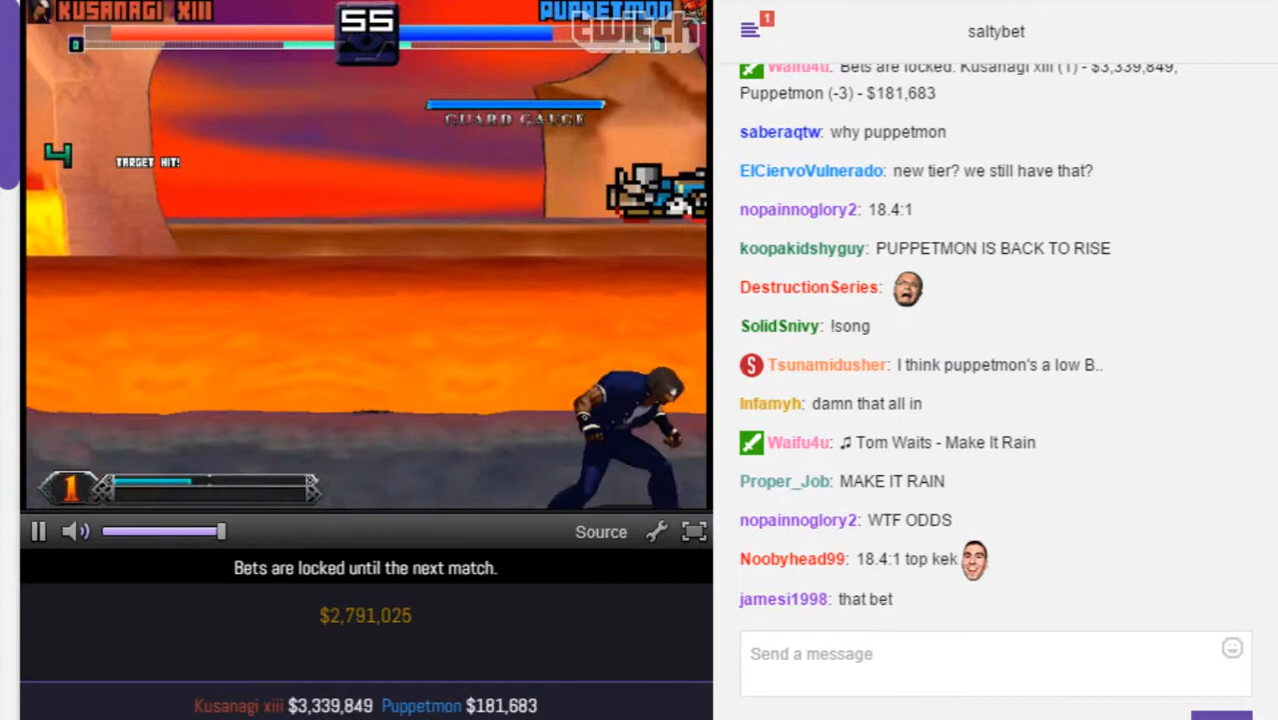 KUSANAGI XIII
55
PUPPETMON
twitch
0
GUARD GAUGE
4
TARGET HIT!
1
Source
Bets are locked until the next match.
$2,791,025
Kusanagi xiii $3,339,849 Puppetmon $181,683
1
saltybet
Waifu4u: Bets are locked. Kusanagi xiii (1) - $3,339,849,
Puppetmon (-3) - $181,683
saberaqtw: why puppetmon
ElCiervoVulnerado: new tier? we still have that?
nopainnoglory2: 18.4:1
koopakidshyguy: PUPPETMON IS BACK TO RISE
DestructionSeries:
SolidSnivy: !song
S Tsunamidusher: I think puppetmon's a low B..
Infamyh: damn that all in
Waifu4u: ♫ Tom Waits - Make It Rain
Proper_Job: MAKE IT RAIN
nopainnoglory2: WTF ODDS
Noobyhead99: 18.4:1 top kek
jamesi1998: that bet
Send a message